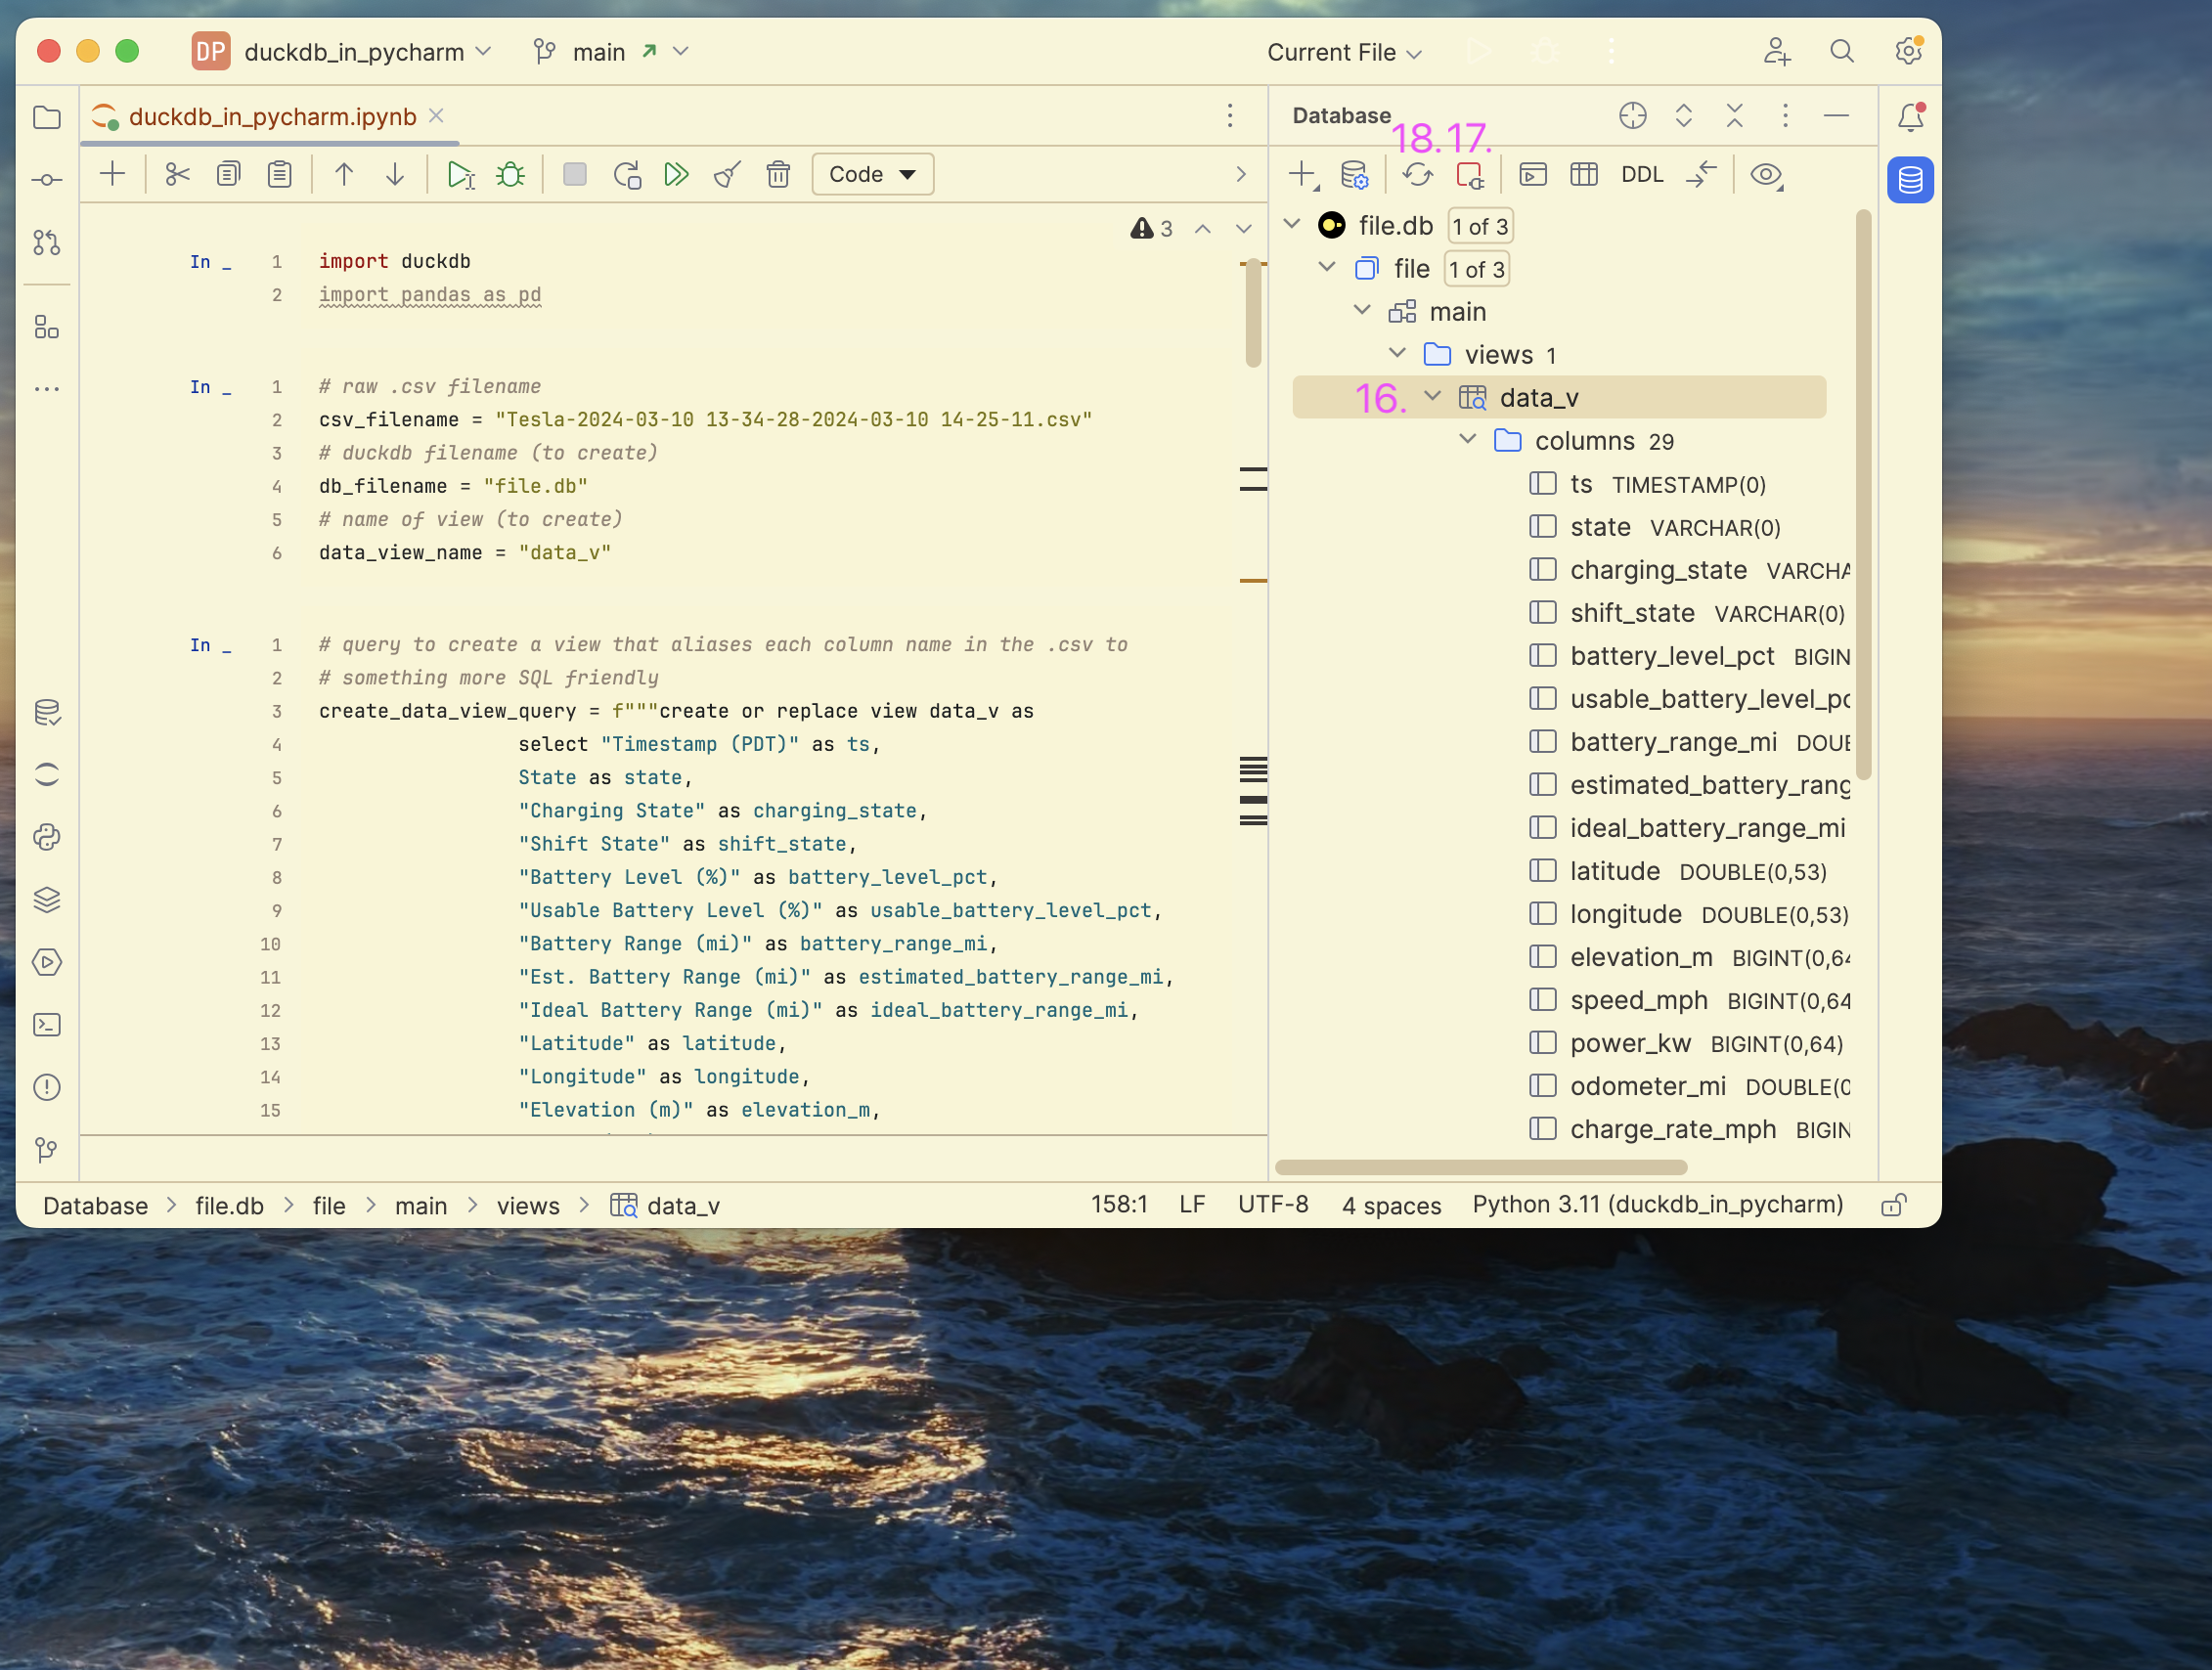 DP duckdb_in_pycharm main Current File
duckdb_in_pycharm.ipynb
Code
3
In _ 1 import duckdb
2 import pandas as pd
In _ 1 # raw .csv filename
2 csv_filename = "Tesla-2024-03-10 13-34-28-2024-03-10 14-25-11.csv"
3 # duckdb filename (to create)
4 db_filename = "file.db"
5 # name of view (to create)
6 data_view_name = "data_v"
In _ 1 # query to create a view that aliases each column name in the .csv to
2 # something more SQL friendly
3 create_data_view_query = f"""create or replace view data_v as
4 select "Timestamp (PDT)" as ts,
5 State as state,
6 "Charging State" as charging_state,
7 "Shift State" as shift_state,
8 "Battery Level (%)" as battery_level_pct,
9 "Usable Battery Level (%)" as usable_battery_level_pct,
10 "Battery Range (mi)" as battery_range_mi,
11 "Est. Battery Range (mi)" as estimated_battery_range_mi,
12 "Ideal Battery Range (mi)" as ideal_battery_range_mi,
13 "Latitude" as latitude,
14 "Longitude" as longitude,
15 "Elevation (m)" as elevation_m,
Database
18. 17.
DDL
file.db 1 of 3
file 1 of 3
main
views 1
16. data_v
columns 29
ts TIMESTAMP(0)
state VARCHAR(0)
charging_state VARCHA
shift_state VARCHAR(0)
battery_level_pct BIGIN
usable_battery_level_pc
battery_range_mi DOUB
estimated_battery_rang
ideal_battery_range_mi
latitude DOUBLE(0,53)
longitude DOUBLE(0,53)
elevation_m BIGINT(0,64
speed_mph BIGINT(0,64
power_kw BIGINT(0,64)
odometer_mi DOUBLE(0
charge_rate_mph BIGIN
Database > file.db > file > main > views > data_v 158:1 LF UTF-8 4 spaces Python 3.11 (duckdb_in_pycharm)